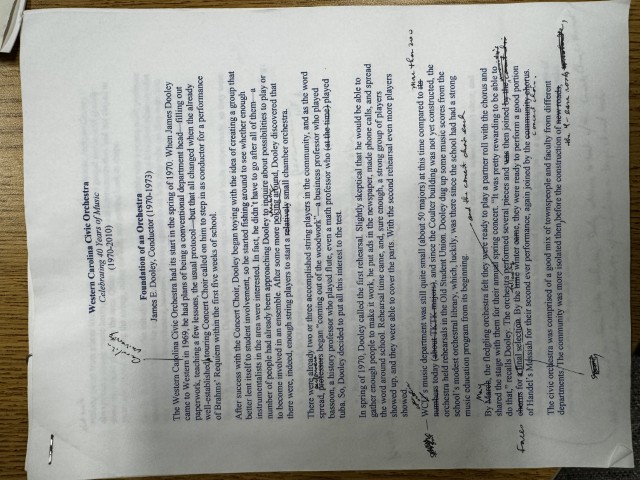 Western Carolina Civic Orchestra
Celebrating 40 Years of Music
(1970-2010)
Carolina
University
Foundation of an Orchestra
James E. Dooley, Conductor (1970-1973)
The Western Carolina Civic Orchestra had its start in the spring of 1970. When James Dooley
came to Western in 1969, he had plans of being a conventional department head—filling out
paperwork, teaching a few lessons, the usual protocol—but that all changed when the already
well-established touring Concert Choir called on him to step in as conductor for a performance
of Brahms' Requiem within the first five weeks of school.
After success with the Concert Choir, Dooley began toying with the idea of creating a group that
better lent itself to student involvement, so he started fishing around to see whether enough
instrumentalists in the area were interested. In fact, he didn't have to go after all of them—a
number of people had already been approaching Dooley to inquire about possibilities to play or
to become involved in an ensemble. After some more poking around, Dooley discovered that
checking
there were, indeed, enough string players to start a relatively small chamber orchestra.
There were already two or three accomplished string players in the community, and as the word
performers
spread, professors began "coming out of the woodwork"—a business professor who played
bassoon, a history professor who played flute, even a math professor who (at the time) played
tuba. So, Dooley decided to put all this interest to the test.
In spring of 1970, Dooley called the first rehearsal. Slightly skeptical that he would be able to
gather enough people to make it work, he put ads in the newspaper, made phone calls, and spread
the word around school. Rehearsal time came, and, sure enough, a strong group of players
showed up, and they were able to cover the parts. With the second rehearsal even more players
showed.
more than 200
WCU's music department was still quite small (about 50 majors) at this time compared to its
numbers today (about TKTK majors), and since the Coulter building was not yet constructed, the
orchestra held rehearsals in the Old Student Union. Dooley dug up some music scores from the
school's modest orchestral library, which, luckily, was there since the school had had a strong
music education program from its beginning.
and the concert choir each
May
By March, the fledgling orchestra felt they were ready to play a partner roll with the chorus and
shared the stage with them for their annual spring concert. "It was pretty rewarding to be able to
do that," recalls Dooley. The orchestra performed several pieces and was then joined by the
forces
chorus for a final selection. By the time winter came, they were ready to perform a good portion
following
of Handel's Messiah for their second ever performance, again joined by the community chorus.
concert choir.
The civic orchestra was comprised of a good mix of townspeople and faculty from different
departments. The community was more isolated then, before the construction of new roads,
the 4-lane roads